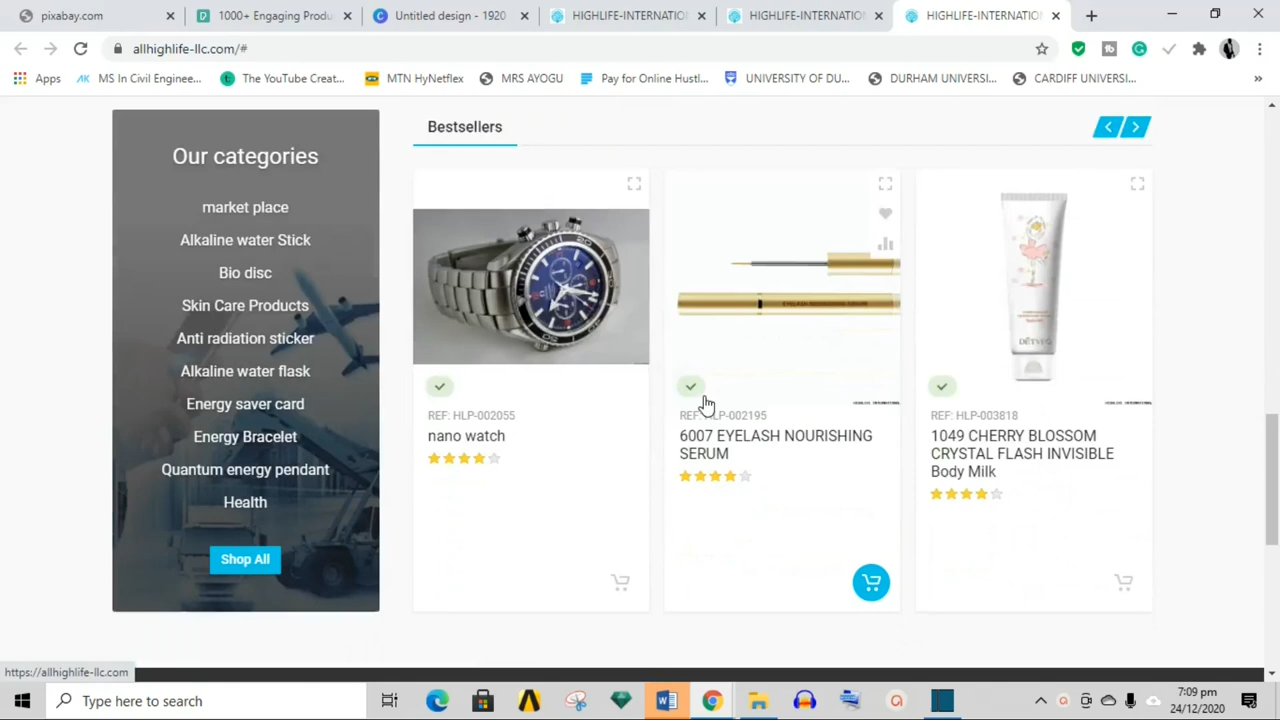 pixabay.com
1000+ Engaging Produ
Untitled design - 1920
HIGHLIFE-INTERNATIO
HIGHLIFE-INTERNATIO
HIGHLIFE-INTERNATIO
allhighlife-llc.com/#
Apps
MS In Civil Enginee...
The YouTube Creat...
MTN HyNetflex
MRS AYOGU
Pay for Online Hustl...
UNIVERSITY OF DU...
DURHAM UNIVERSI...
CARDIFF UNIVERSI...
Our categories
market place
Alkaline water Stick
Bio disc
Skin Care Products
Anti radiation sticker
Alkaline water flask
Energy saver card
Energy Bracelet
Quantum energy pendant
Health
Shop All
Bestsellers
REF: HLP-002055
nano watch
EYELASH NOURISHING SERUM
LP-002195
6007 EYELASH NOURISHING
SERUM
REF: HLP-003818
1049 CHERRY BLOSSOM
CRYSTAL FLASH INVISIBLE
Body Milk
https://allhighlife-llc.com
Type here to search
7:09 pm
24/12/2020